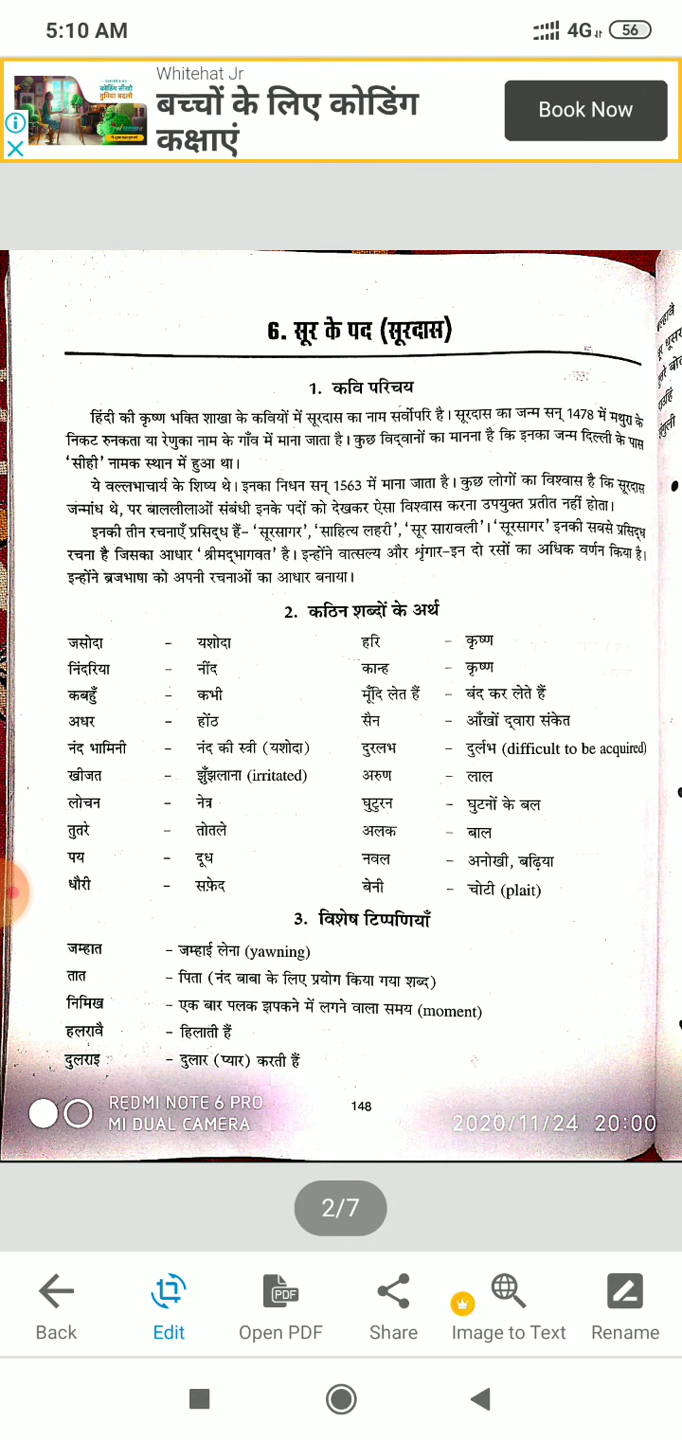 5:10 AM
4G 56
Whitehat Jr
बच्चों के लिए कोडिंग
कक्षाएं
Book Now
6. सूर के पद (सूरदास)
1. कवि परिचय
हिंदी की कृष्ण भक्ति शाखा के कवियों में सूरदास का नाम सर्वोपरि है। सूरदास का जन्म सन् 1478 में मथुरा के
निकट रुनकता या रेणुका नाम के गाँव में माना जाता है। कुछ विद्वानों का मानना है कि इनका जन्म दिल्ली के पास
'सीही' नामक स्थान में हुआ था।
ये वल्लभाचार्य के शिष्य थे। इनका निधन सन् 1563 में माना जाता है। कुछ लोगों का विश्वास है कि सूरदास
जन्मांध थे, पर बाललीलाओं संबंधी इनके पदों को देखकर ऐसा विश्वास करना उपयुक्त प्रतीत नहीं होता।
इनकी तीन रचनाएँ प्रसिद्ध हैं- 'सूरसागर', 'साहित्य लहरी', 'सूर सारावली'। 'सूरसागर' इनकी सबसे प्रसिद्ध
रचना है जिसका आधार 'श्रीमद्भागवत' है। इन्होंने वात्सल्य और शृंगार-इन दो रसों का अधिक वर्णन किया है।
इन्होंने ब्रजभाषा को अपनी रचनाओं का आधार बनाया।
2. कठिन शब्दों के अर्थ
जसोदा - यशोदा हरि - कृष्ण
निंदरिया - नींद कान्ह - कृष्ण
कबहुँ - कभी मूँदि लेत हैं - बंद कर लेते हैं
अधर - होंठ सैन - आँखों द्वारा संकेत
नंद भामिनी - नंद की स्त्री (यशोदा) दुरलभ - दुर्लभ (difficult to be acquired)
खीजत - झुँझलाना (irritated) अरुण - लाल
लोचन - नेत्र घुटुरन - घुटनों के बल
तुतरे - तोतले अलक - बाल
पय - दूध नवल - अनोखी, बढ़िया
धौरी - सफ़ेद बेनी - चोटी (plait)
3. विशेष टिप्पणियाँ
जम्हात - जम्हाई लेना (yawning)
तात - पिता (नंद बाबा के लिए प्रयोग किया गया शब्द)
निमिख - एक बार पलक झपकने में लगने वाला समय (moment)
हलरावै - हिलाती हैं
दुलराइ - दुलार (प्यार) करती हैं
148
REDMI NOTE 6 PRO
MI DUAL CAMERA
2020/11/24 20:00
2/7
Back Edit Open PDF Share Image to Text Rename
PDF